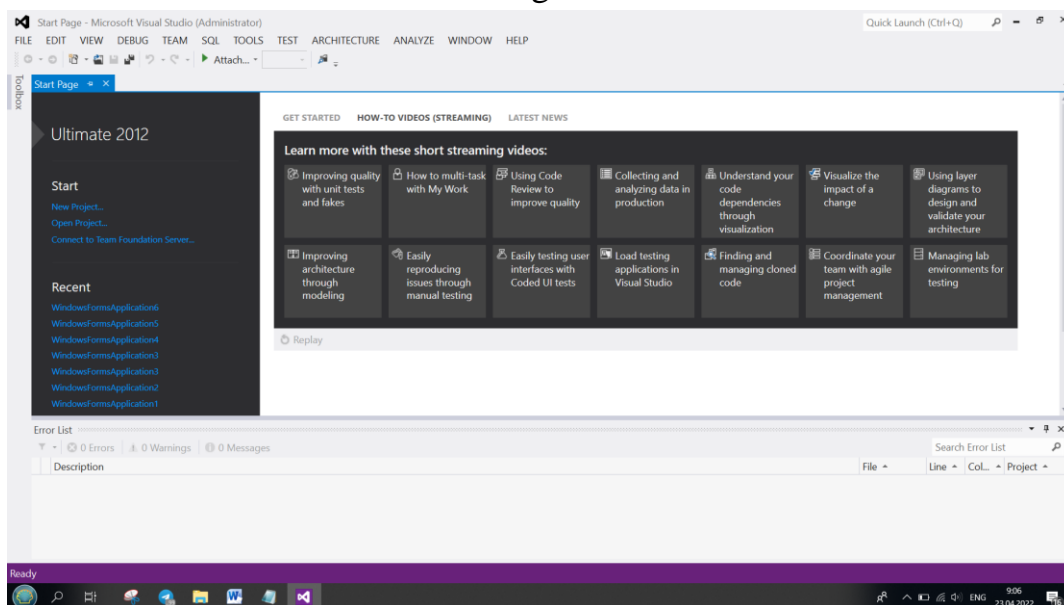 Start Page - Microsoft Visual Studio (Administrator)
Quick Launch (Ctrl+Q)
FILE EDIT VIEW DEBUG TEAM SQL TOOLS TEST ARCHITECTURE ANALYZE WINDOW HELP
Attach...
Toolbox
Start Page
Ultimate 2012
Start
New Project...
Open Project...
Connect to Team Foundation Server...
Recent
WindowsFormsApplication6
WindowsFormsApplication5
WindowsFormsApplication4
WindowsFormsApplication3
WindowsFormsApplication3
WindowsFormsApplication2
WindowsFormsApplication1
GET STARTED HOW-TO VIDEOS (STREAMING) LATEST NEWS
Learn more with these short streaming videos:
Improving quality
with unit tests
and fakes
How to multi-task
with My Work
Using Code
Review to
improve quality
Collecting and
analyzing data in
production
Understand your
code
dependencies
through
visualization
Visualize the
impact of a
change
Using layer
diagrams to
design and
validate your
architecture
Improving
architecture
through
modeling
Easily
reproducing
issues through
manual testing
Easily testing user
interfaces with
Coded UI tests
Load testing
applications in
Visual Studio
Finding and
managing cloned
code
Coordinate your
team with agile
project
management
Managing lab
environments for
testing
Replay
Error List
0 Errors 0 Warnings 0 Messages
Search Error List
Description File Line Col... Project
Ready
ENG
9:06
23.04.2022